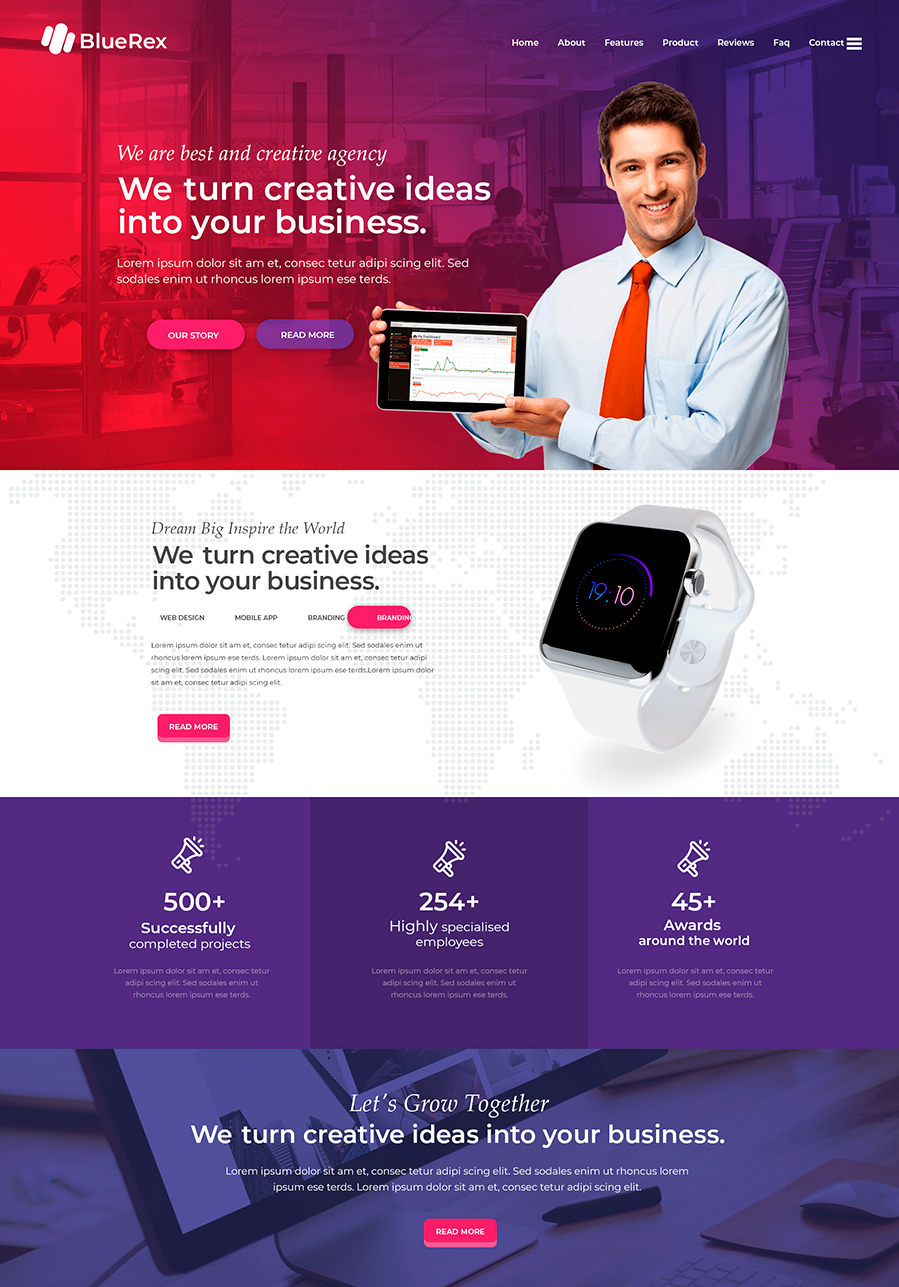 BlueRex
Home About Features Product Reviews Faq Contact
We are best and creative agency
We turn creative ideas
into your business.
Lorem ipsum dolor sit am et, consec tetur adipi scing elit. Sed
sodales enim ut rhoncus lorem ipsum ese terds.
OUR STORY READ MORE
My Dashboard
Dream Big Inspire the World
We turn creative ideas
into your business.
WEB DESIGN MOBILE APP BRANDING BRANDING
Lorem ipsum dolor sit am et, consec tetur adipi scing elit. Sed sodales enim ut
rhoncus lorem ipsum ese terds. Lorem ipsum dolor sit am et, consec tetur adipi
scing elit. Sed sodales enim ut rhoncus lorem ipsum ese terds.Lorem ipsum dolor
sit am et, consec tetur adipi scing elit.
READ MORE
19:10
500+
Successfully
completed projects
Lorem ipsum dolor sit am et, consec tetur
adipi scing elit. Sed sodales enim ut
rhoncus lorem ipsum ese terds.
254+
Highly specialised
employees
Lorem ipsum dolor sit am et, consec tetur
adipi scing elit. Sed sodales enim ut
rhoncus lorem ipsum ese terds.
45+
Awards
around the world
Lorem ipsum dolor sit am et, consec tetur
adipi scing elit. Sed sodales enim ut
rhoncus lorem ipsum ese terds.
Let's Grow Together
We turn creative ideas into your business.
Lorem ipsum dolor sit am et, consec tetur adipi scing elit. Sed sodales enim ut rhoncus lorem
ipsum ese terds. Lorem ipsum dolor sit am et, consec tetur adipi scing elit.
READ MORE